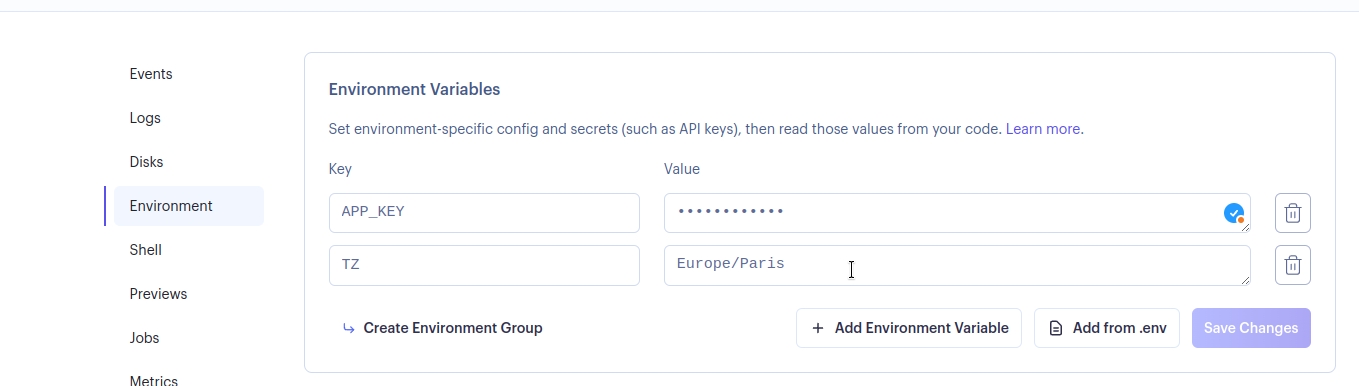 Events
Logs
Disks
Environment
Shell
Previews
Jobs
Metrics
Environment Variables
Set environment-specific config and secrets (such as API keys), then read those values from your code. Learn more.
Key Value
APP_KEY ••••••••••••
TZ Europe/Paris
Create Environment Group + Add Environment Variable Add from .env Save Changes